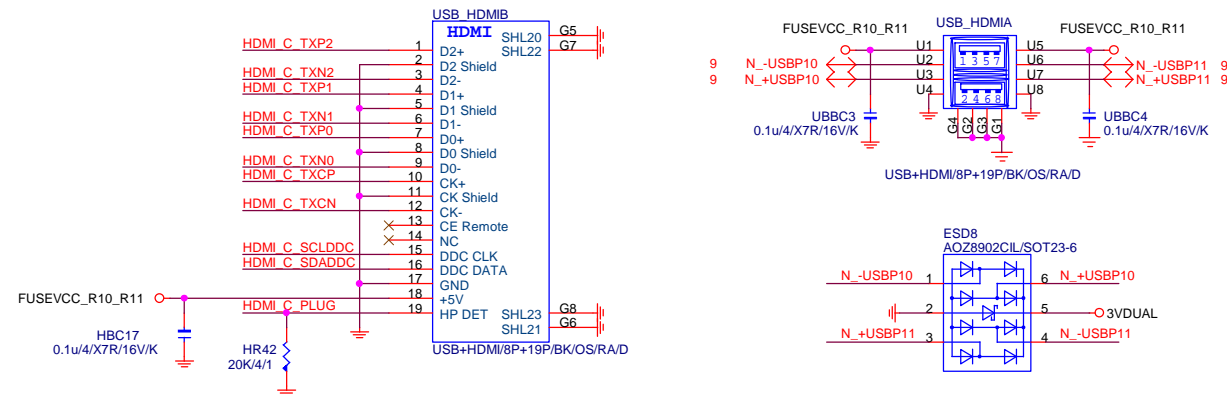 USB_HDMIB
HDMI
HDMI_C_TXP2 1 D2+
2 D2 Shield
HDMI_C_TXN2 3 D2-
HDMI_C_TXP1 4 D1+
5 D1 Shield
HDMI_C_TXN1 6 D1-
HDMI_C_TXP0 7 D0+
8 D0 Shield
HDMI_C_TXN0 9 D0-
HDMI_C_TXCP 10 CK+
11 CK Shield
HDMI_C_TXCN 12 CK-
13 CE Remote
14 NC
HDMI_C_SCLDDC 15 DDC CLK
HDMI_C_SDADDC 16 DDC DATA
17 GND
FUSEVCC_R10_R11 18 +5V
HDMI_C_PLUG 19 HP DET
SHL20 G5
SHL22 G7
SHL23 G8
SHL21 G6
USB+HDMI/8P+19P/BK/OS/RA/D
HBC17
0.1u/4/X7R/16V/K
HR42
20K/4/1
USB_HDMIA
FUSEVCC_R10_R11 U1 U5 FUSEVCC_R10_R11
9 N_-USBP10 U2 U6 N_-USBP11 9
9 N_+USBP10 U3 U7 N_+USBP11 9
U4 U8
1 3 5 7
2 4 6 8
G4 G2 G3 G1
UBBC3
0.1u/4/X7R/16V/K
UBBC4
0.1u/4/X7R/16V/K
USB+HDMI/8P+19P/BK/OS/RA/D
ESD8
AOZ8902CIL/SOT23-6
N_-USBP10 1 6 N_+USBP10
2 5 3VDUAL
N_+USBP11 3 4 N_-USBP11